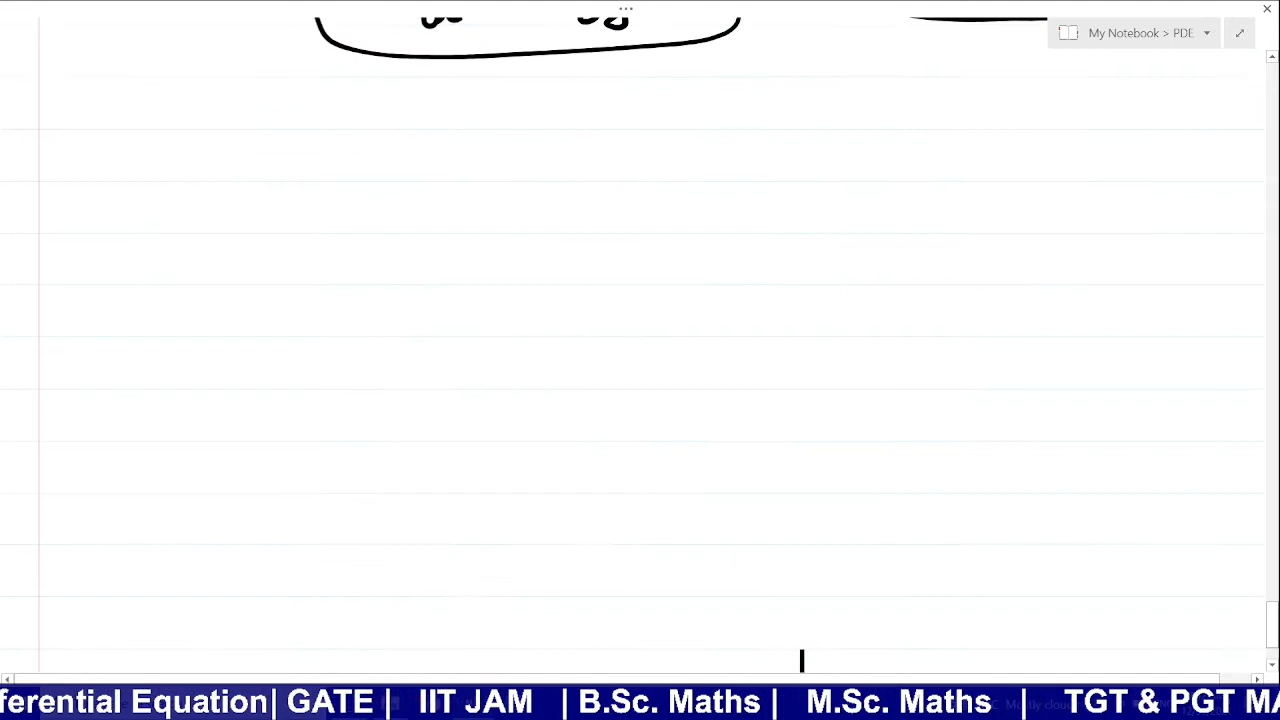 My Notebook > PDE
ferential Equation| GATE | IIT JAM | B.Sc. Maths | M.Sc. Maths | TGT & PGT MA